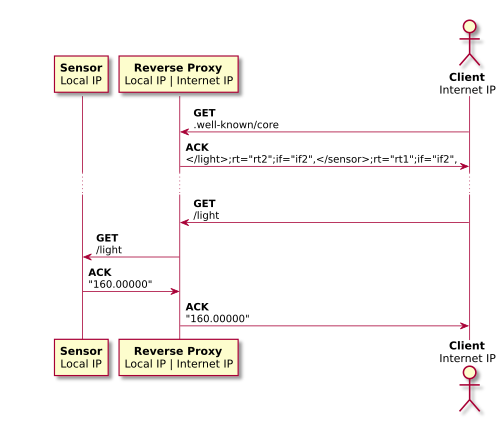 Client
Internet IP
Sensor
Local IP
Reverse Proxy
Local IP | Internet IP
GET
.well-known/core
ACK
</light>;rt="rt2";if="if2",</sensor>;rt="rt1";if="if2",
GET
/light
GET
/light
ACK
"160.00000"
ACK
"160.00000"
Sensor
Local IP
Reverse Proxy
Local IP | Internet IP
Client
Internet IP